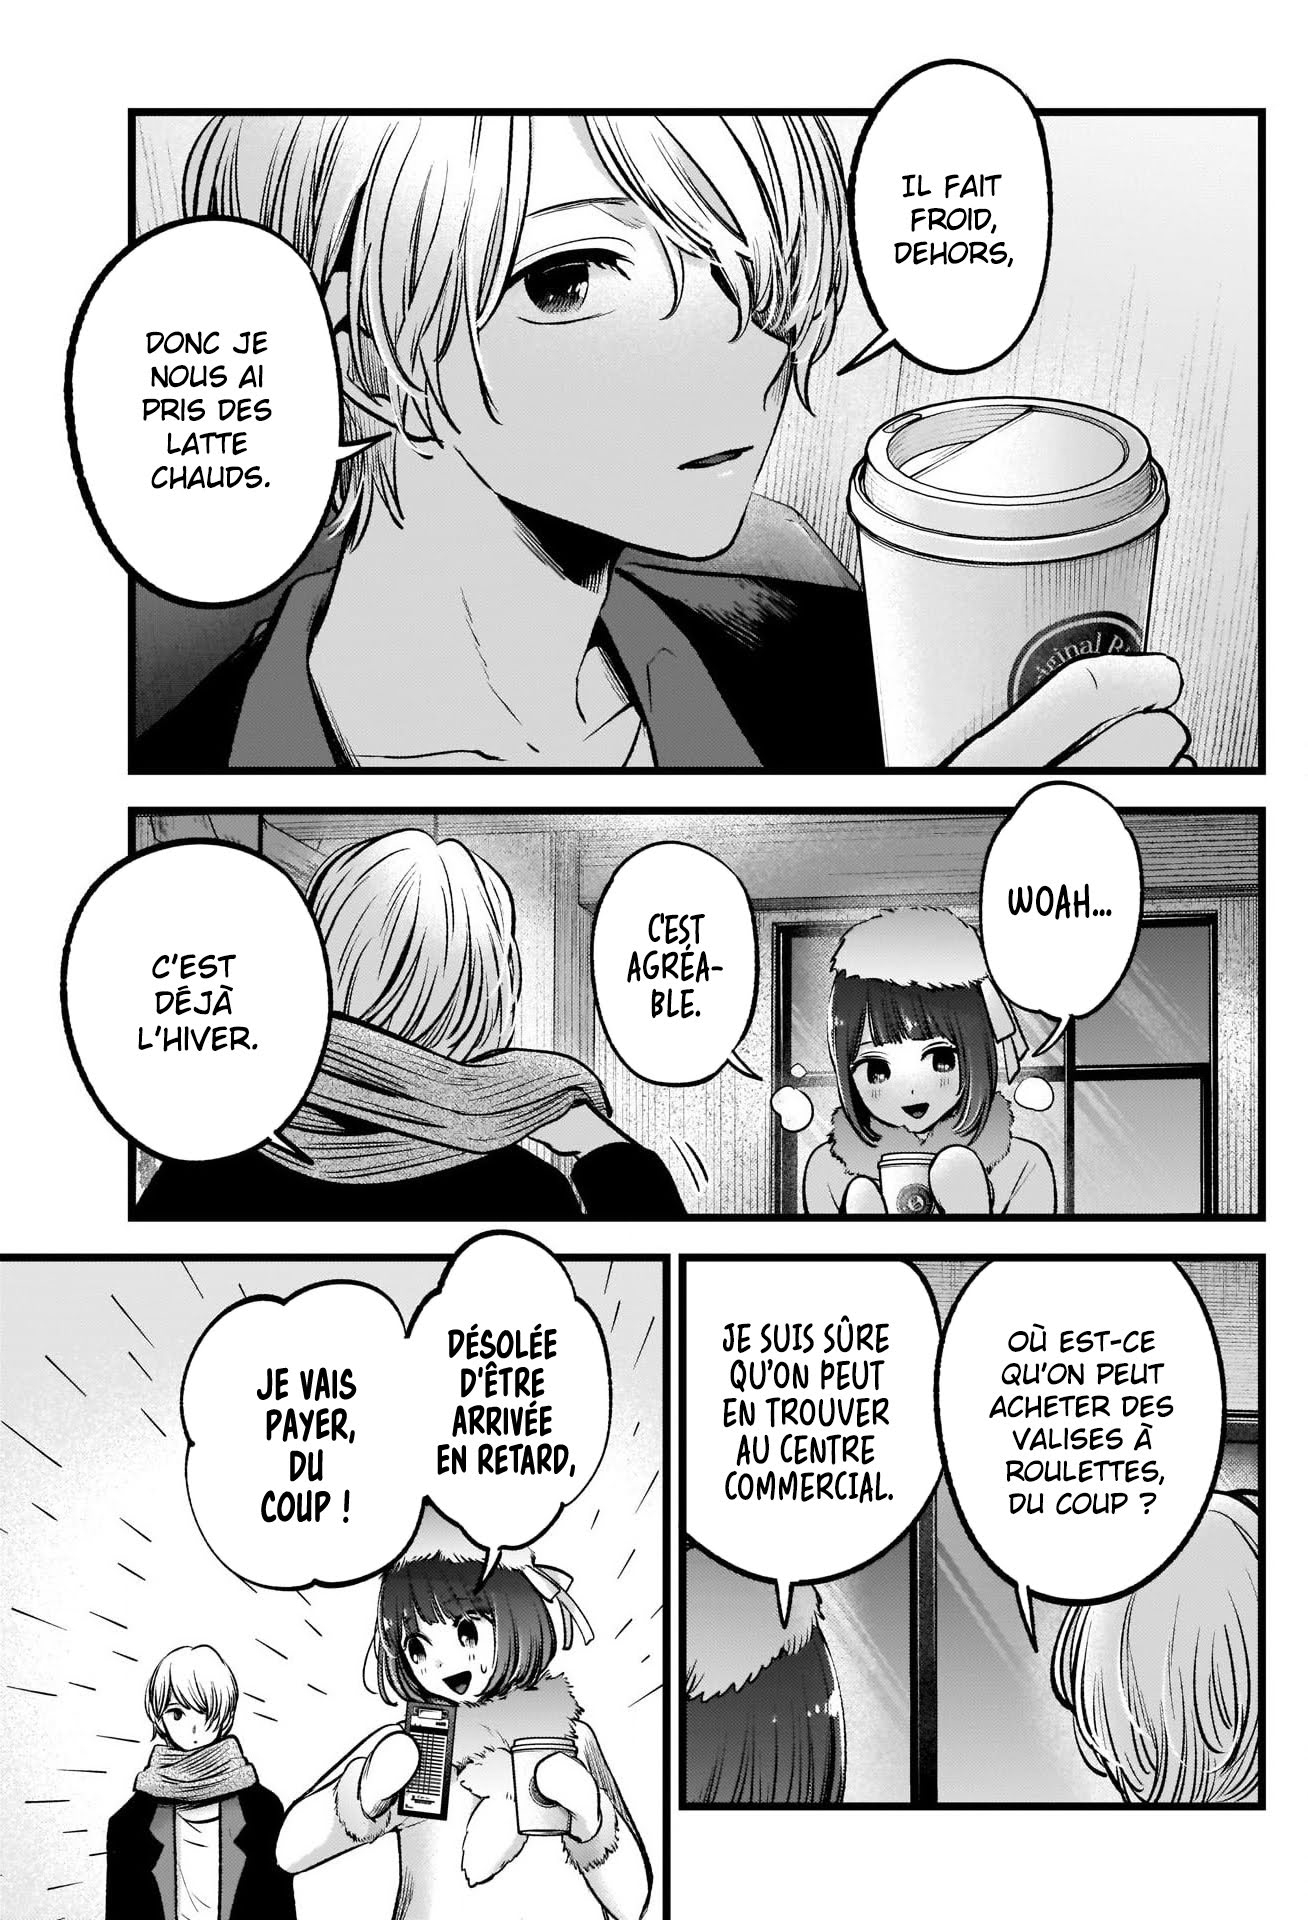 IL FAIT
FROID,
DEHORS,
DONC JE
NOUS AI
PRIS DES
LATTE
CHAUDS.
iginal R
WOAH...
C'EST
AGRÉA-
BLE.
C'EST
DÉJÀ
L'HIVER.
OÙ EST-CE
QU'ON PEUT
ACHETER DES
VALISES À
ROULETTES,
DU COUP ?
JE SUIS SÛRE
QU'ON PEUT
EN TROUVER
AU CENTRE
COMMERCIAL.
DÉSOLÉE
D'ÊTRE
ARRIVÉE
EN RETARD,
JE VAIS
PAYER,
DU
COUP !